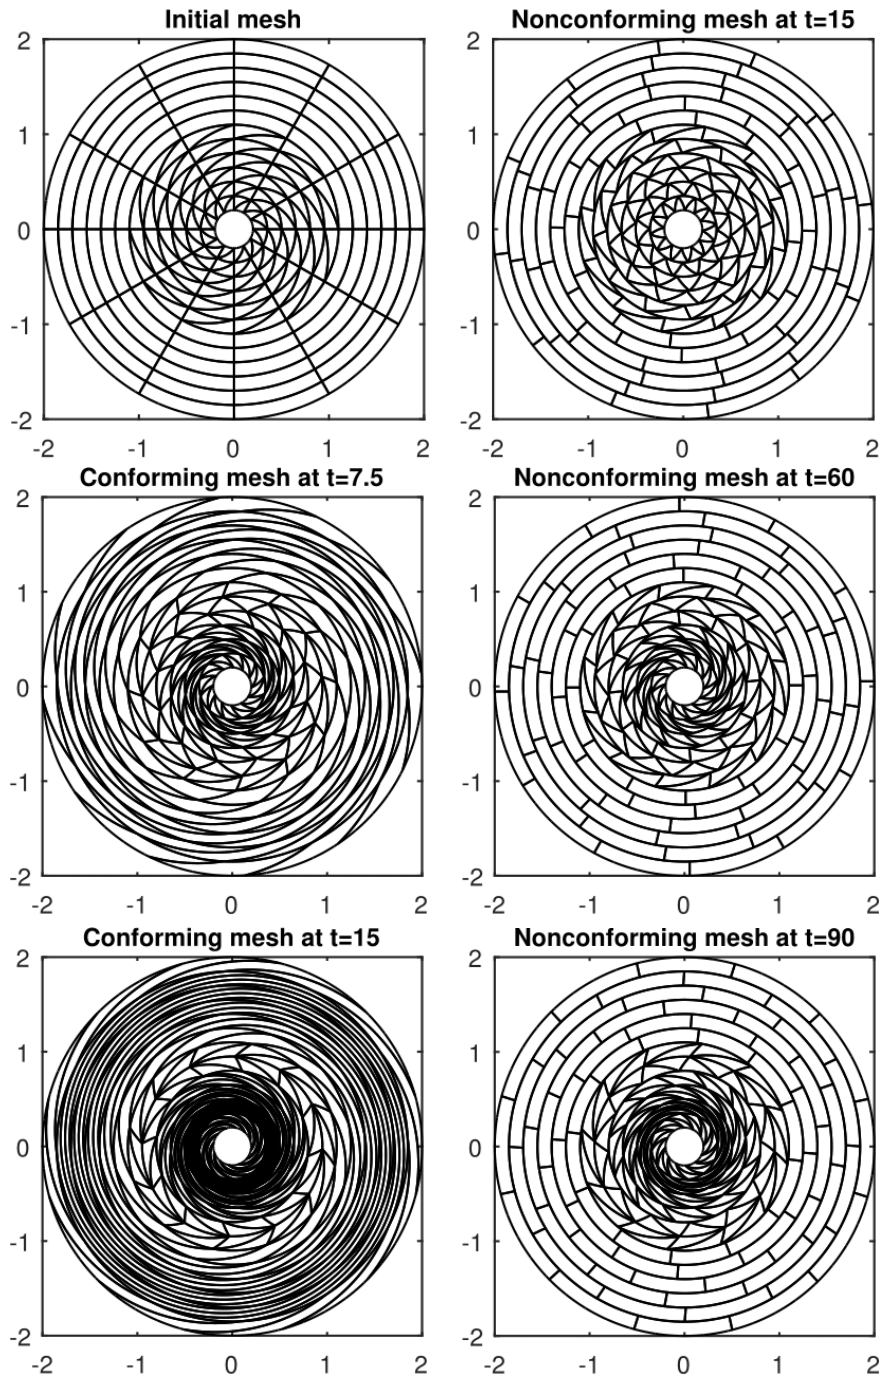 Initial mesh
2
1
0
-1
-2
-2 -1 0 1 2
Nonconforming mesh at t=15
2
1
0
-1
-2
-2 -1 0 1 2
Conforming mesh at t=7.5
2
1
0
-1
-2
-2 -1 0 1 2
Nonconforming mesh at t=60
2
1
0
-1
-2
-2 -1 0 1 2
Conforming mesh at t=15
2
1
0
-1
-2
-2 -1 0 1 2
Nonconforming mesh at t=90
2
1
0
-1
-2
-2 -1 0 1 2